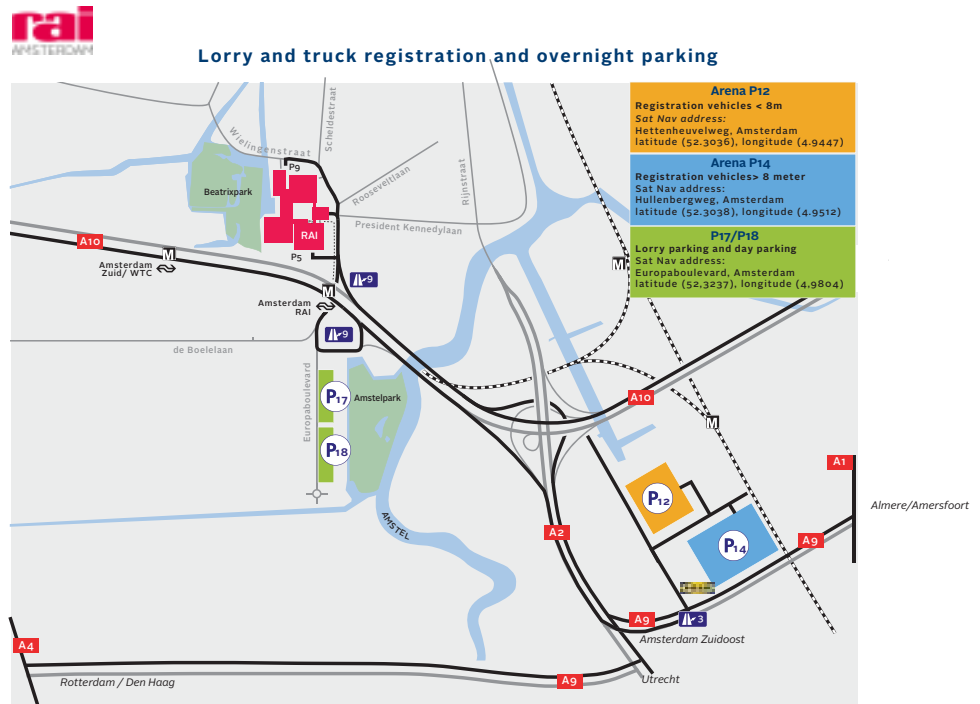 rai
AMSTERDAM
Lorry and truck registration and overnight parking
Arena P12
Registration vehicles < 8m
Sat Nav address:
Hettenheuvelweg, Amsterdam
latitude (52.3036), longitude (4.9447)
Arena P14
Registration vehicles> 8 meter
Sat Nav address:
Hullenbergweg, Amsterdam
latitude (52.3038), longitude (4.9512)
P17/P18
Lorry parking and day parking
Sat Nav address:
Europaboulevard, Amsterdam
latitude (52,3237), longitude (4,9804)
Wielingenstraat
Scheldestraat
P9
Beatrixpark
Rooseveltlaan
Rijnstraat
President Kennedylaan
RAI
P5
A10
M
Amsterdam
Zuid/ WTC
M
9
M
Amsterdam
RAI
9
de Boelelaan
Europaboulevard
P17
Amstelpark
P18
A10
M
A1
Almere/Amersfoort
P12
AMSTEL
A2
P14
A9
A9
3
Amsterdam Zuidoost
A4
Rotterdam / Den Haag
A9
Utrecht